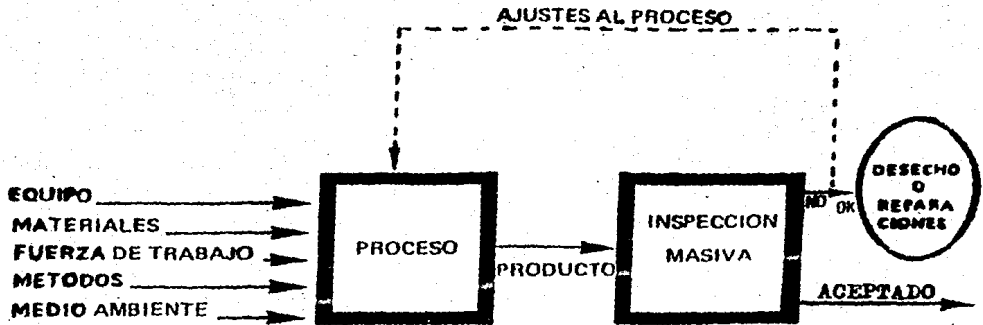 AJUSTES AL PROCESO
EQUIPO
MATERIALES
FUERZA DE TRABAJO
METODOS
MEDIO AMBIENTE
PROCESO
PRODUCTO
INSPECCION
MASIVA
NO OK
DESECHO
O
REPARA
CIONES
ACEPTADO